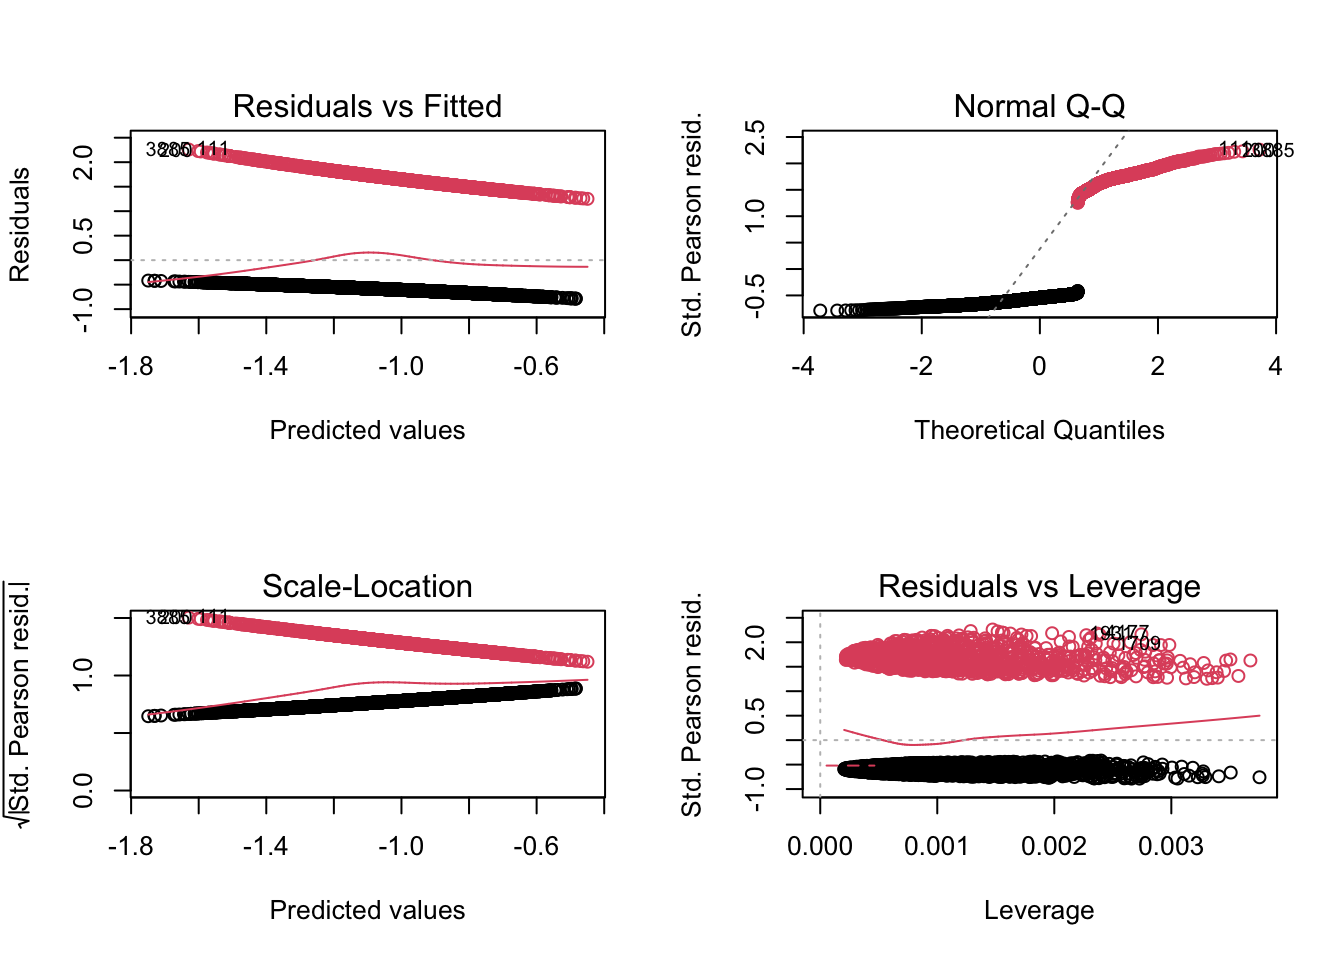 Residuals vs Fitted
Residuals
-1.0 0.5 2.0
111
-1.8 -1.4 -1.0 -0.6
Predicted values
Normal Q-Q
Std. Pearson resid.
-0.5 1.0 2.5
-4 -2 0 2 4
Theoretical Quantiles
Scale-Location
√|Std. Pearson resid.|
0.0 1.0
111
-1.8 -1.4 -1.0 -0.6
Predicted values
Residuals vs Leverage
Std. Pearson resid.
-1.0 0.5 2.0
1709
0.000 0.001 0.002 0.003
Leverage